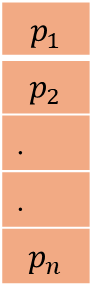 p₁
p₂
.
.
pₙ